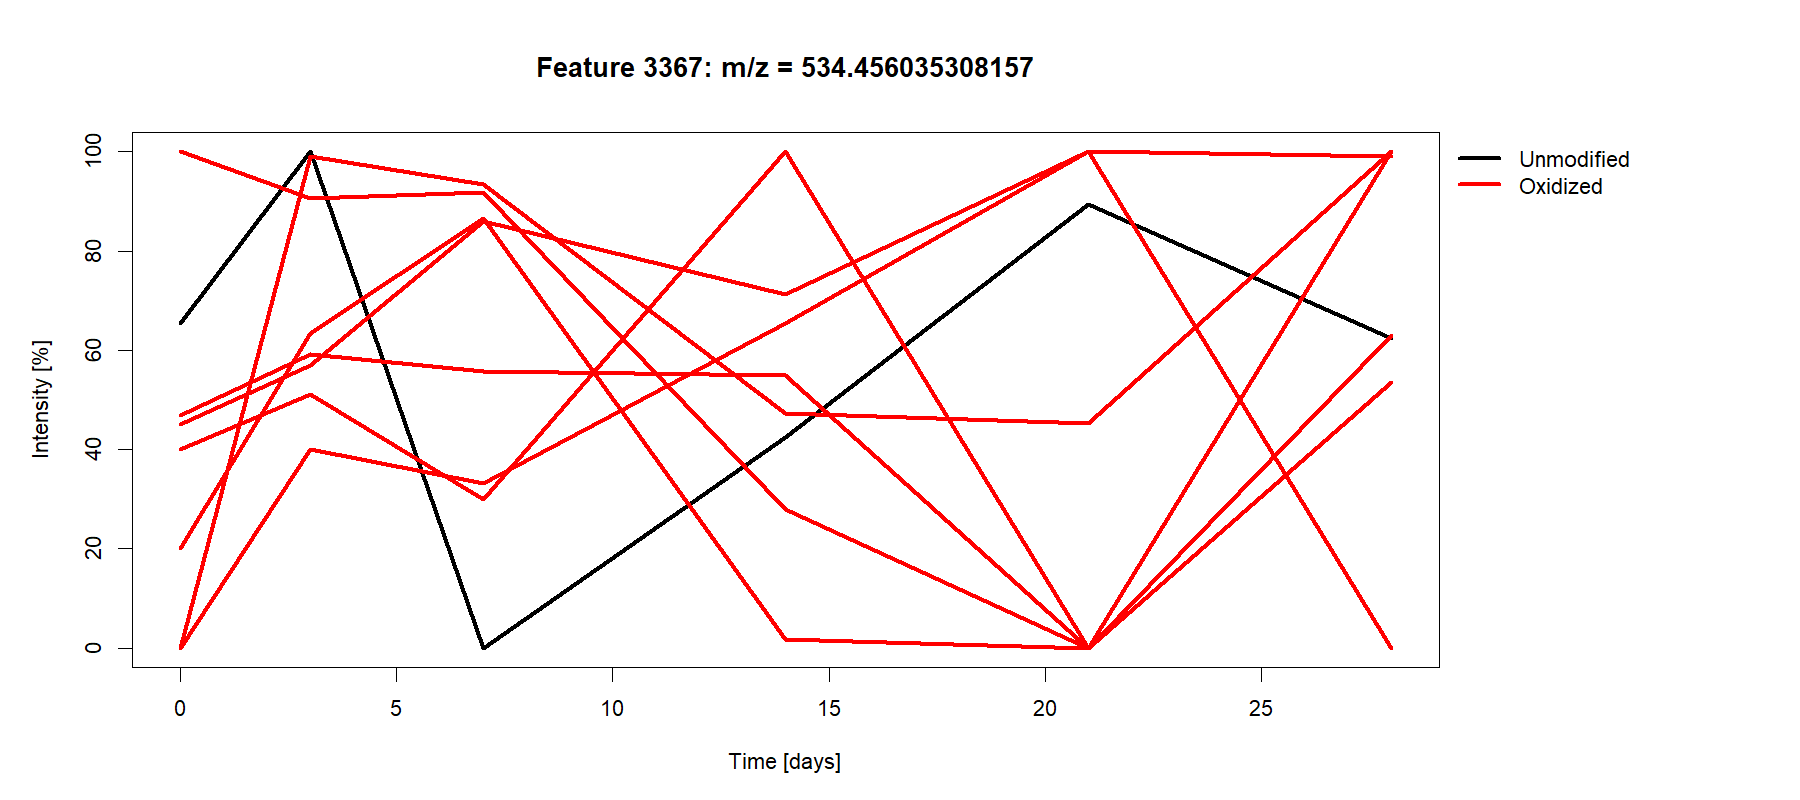 Feature 3367: m/z = 534.456035308157
Unmodified
Oxidized
Intensity [%]
100
80
60
40
20
0
0 5 10 15 20 25
Time [days]